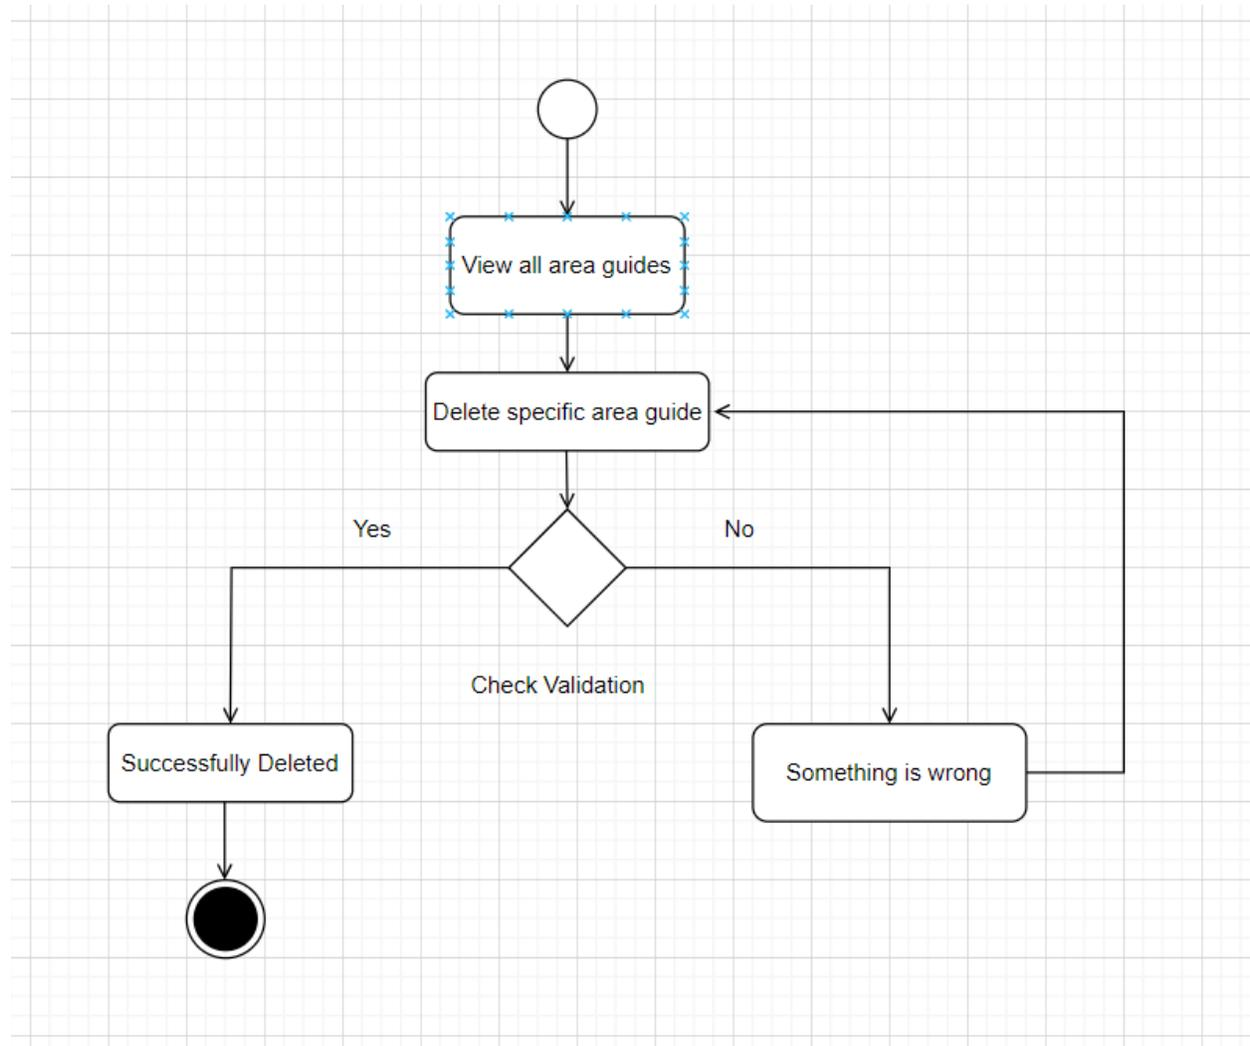 View all area guides
Delete specific area guide
Yes
No
Check Validation
Successfully Deleted
Something is wrong